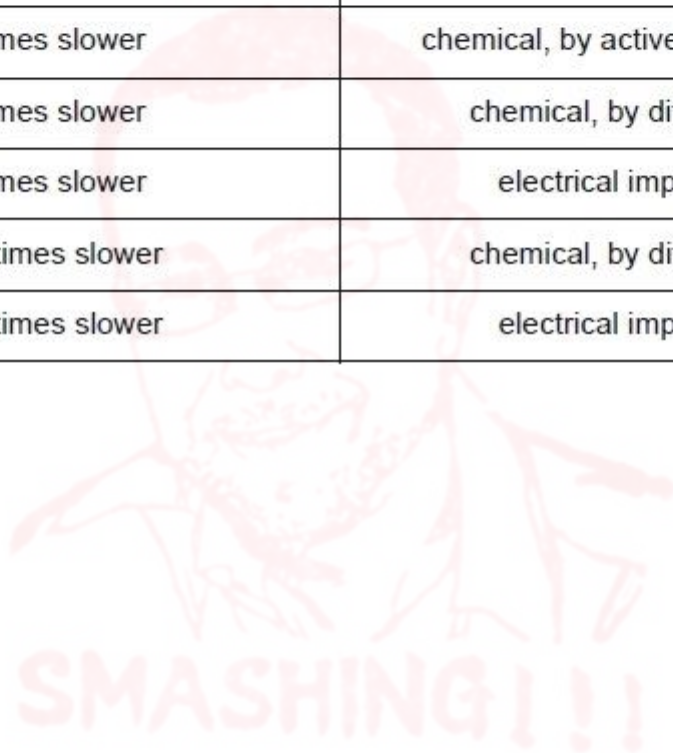 mes slower chemical, by active
mes slower chemical, by di
mes slower electrical imp
times slower chemical, by di
times slower electrical imp
SMASHING!!!